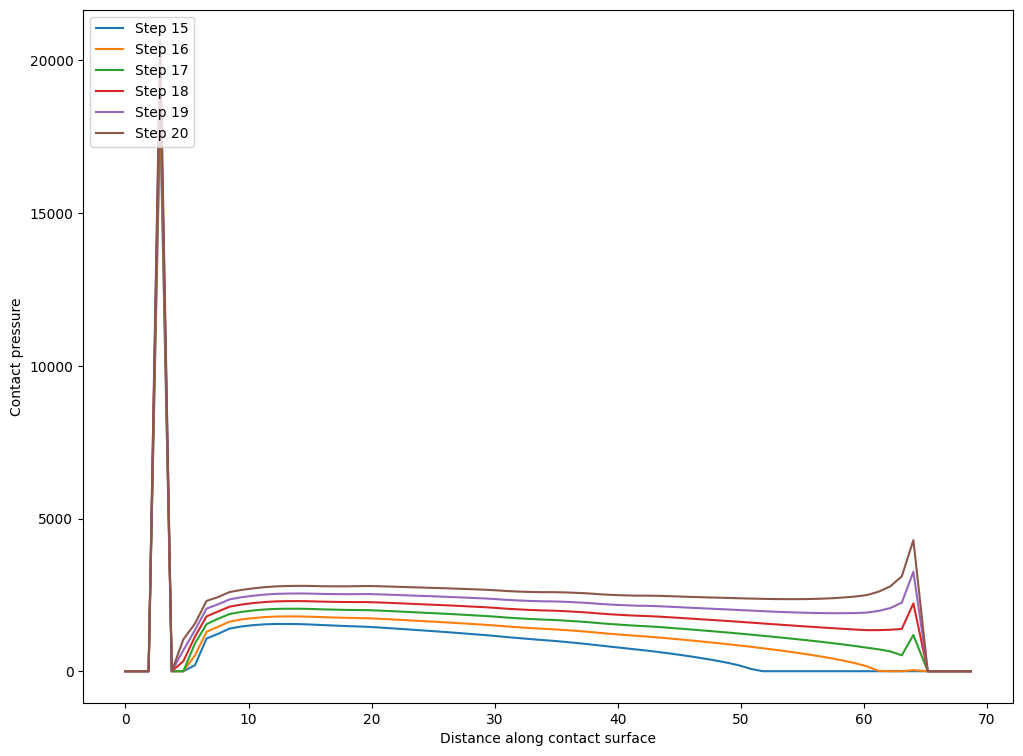 Step 15
Step 16
Step 17
Step 18
Step 19
Step 20
20000
15000
10000
5000
0
Contact pressure
0 10 20 30 40 50 60 70
Distance along contact surface